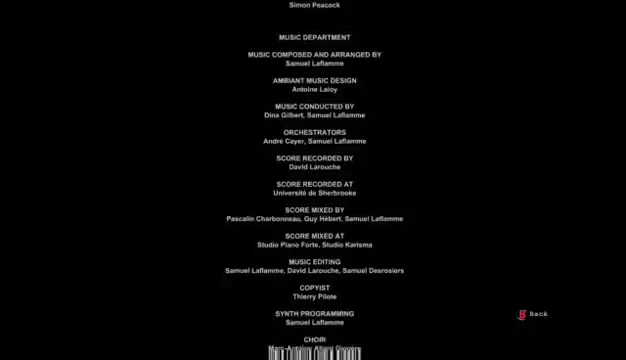 Simon Peacock
MUSIC DEPARTMENT
MUSIC COMPOSED AND ARRANGED BY
Samuel Laflamme
AMBIANT MUSIC DESIGN
Antoine Laloy
MUSIC CONDUCTED BY
Dina Gilbert, Samuel Laflamme
ORCHESTRATORS
André Cayer, Samuel Laflamme
SCORE RECORDED BY
David Larouche
SCORE RECORDED AT
Université de Sherbrooke
SCORE MIXED BY
Pascalin Charbonneau, Guy Hébert, Samuel Laflamme
SCORE MIXED AT
Studio Piano Forte, Studio Karisma
MUSIC EDITING
Samuel Laflamme, David Larouche, Samuel Desrosiers
COPYIST
Thierry Pilote
SYNTH PROGRAMMING
Samuel Laflamme
Back
CHOIR